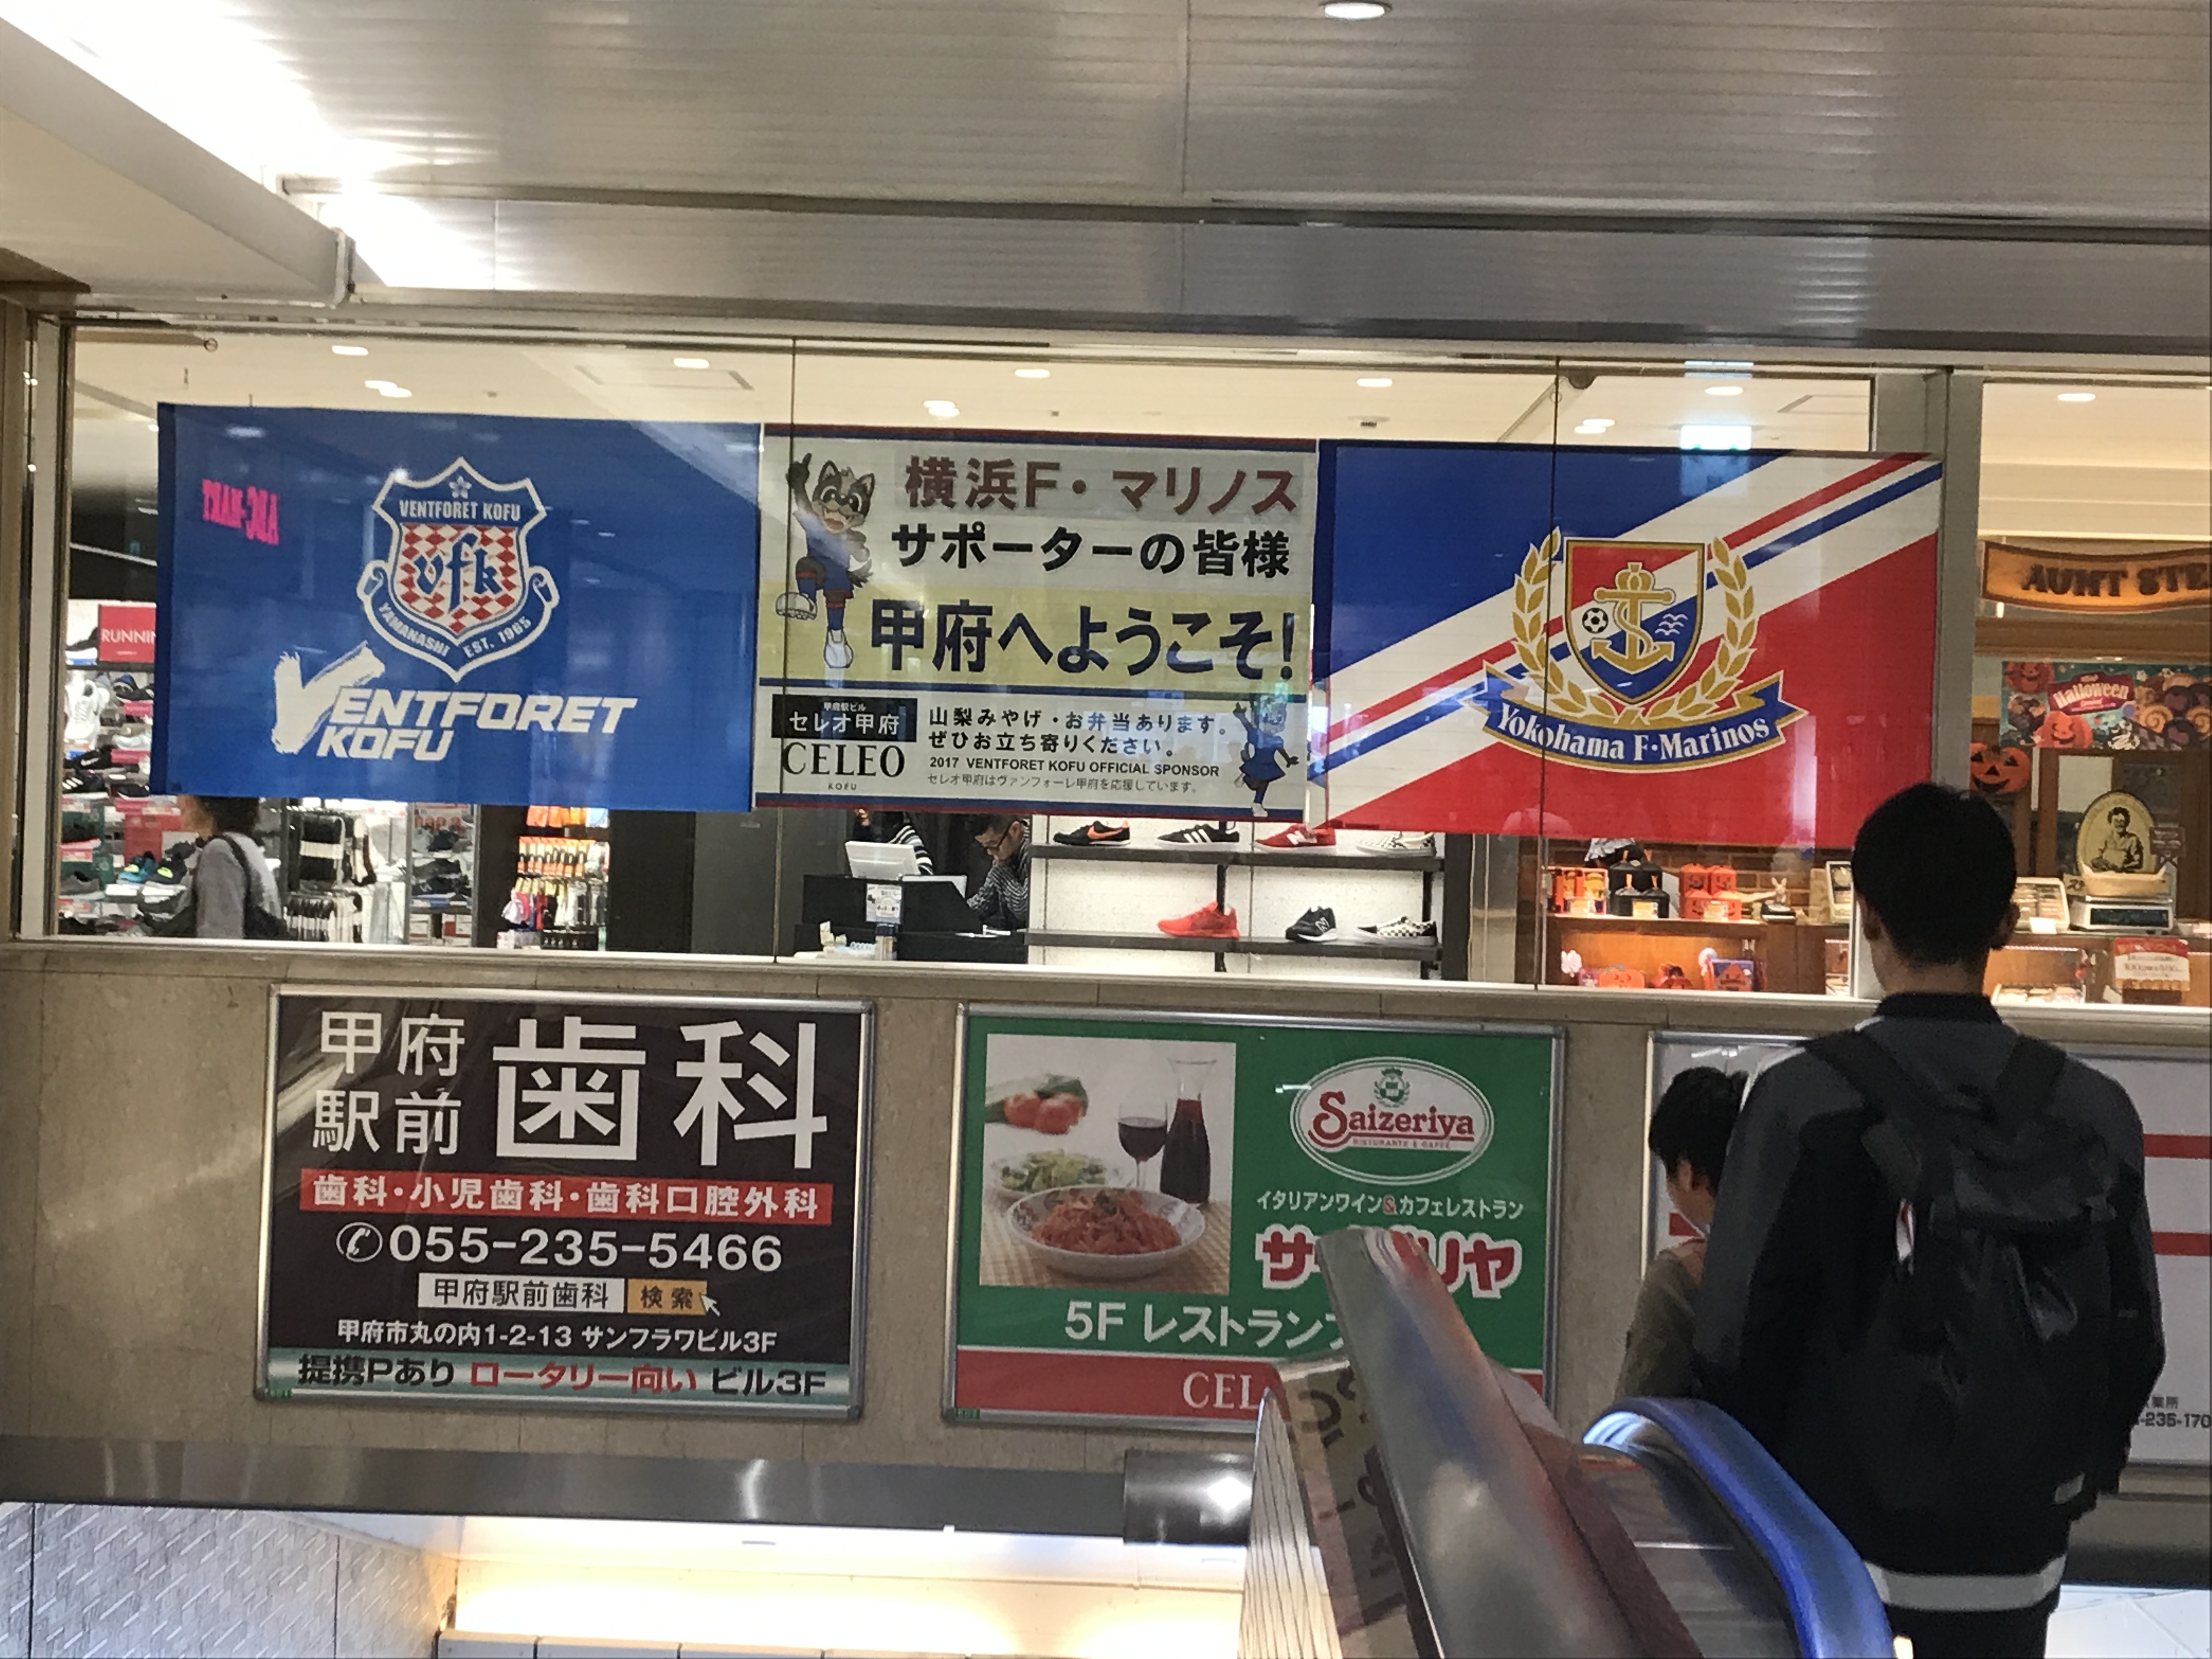 VENTFORET KOFU
vfk
YAMANASHI EST. 1965
VENTFORET
KOFU
横浜F・マリノス
サポーターの皆様
甲府へようこそ!
甲府駅ビル
セレオ甲府
CELEO
KOFU
山梨みやげ・お弁当あります。
ぜひお立ち寄りください。
2017 VENTFORET KOFU OFFICIAL SPONSOR
セレオ甲府はヴァンフォーレ甲府を応援しています。
Yokohama F・Marinos
AUNT STE
Halloween
RUNNIN
甲府
駅前
歯科
歯科・小児歯科・歯科口腔外科
055-235-5466
甲府駅前歯科 検索
甲府市丸の内1-2-13 サンフラワビル3F
提携Pあり ロータリー向い ビル3F
Saizeriya
RISTORANTE E CAFFÈ
イタリアンワイン&カフェレストラン
サ リヤ
5F レストラン
CEL
-235-170